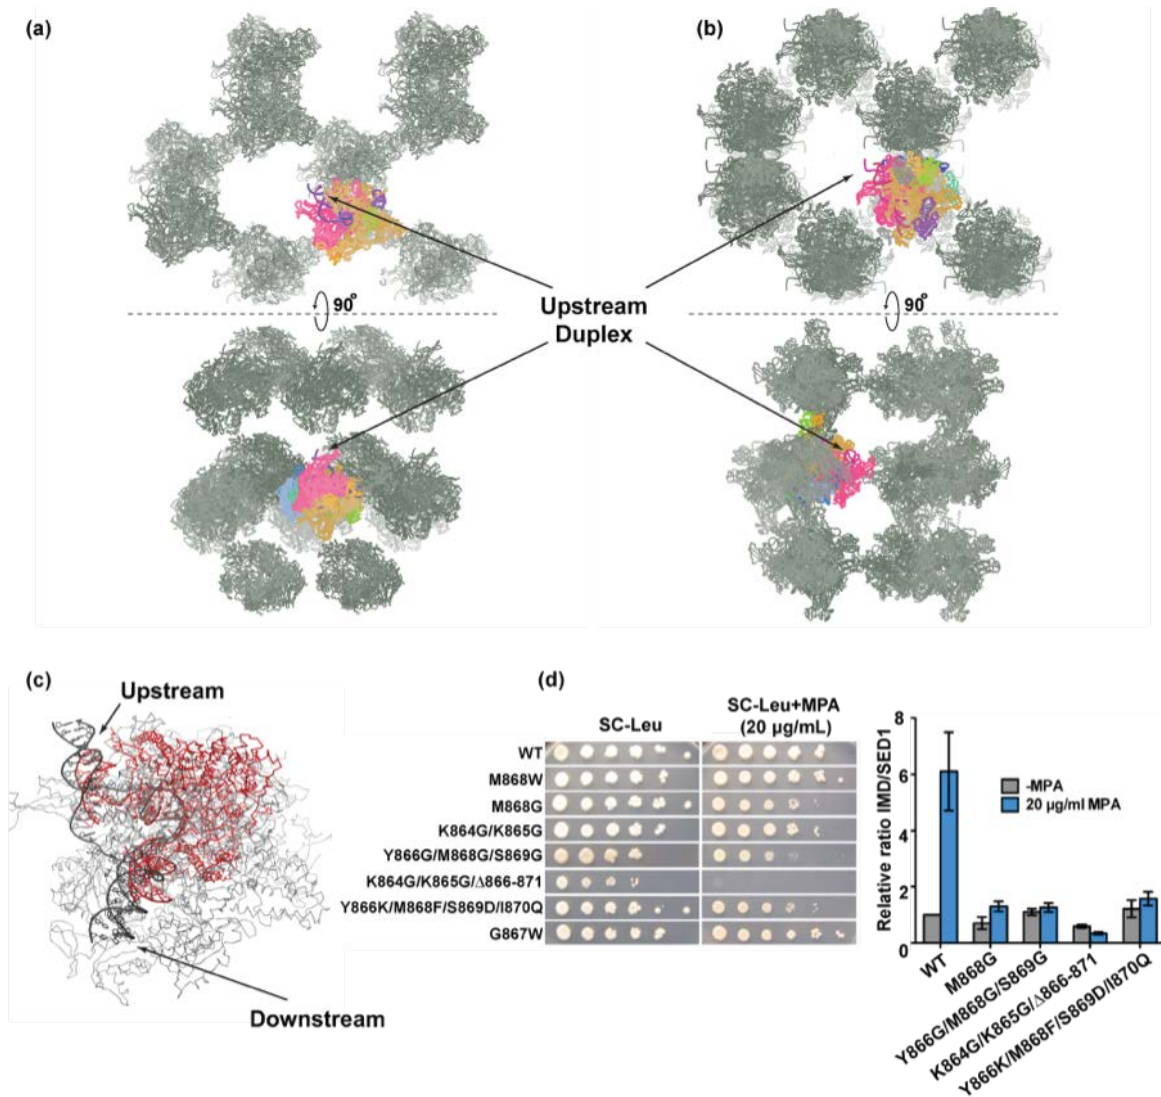 (a)
(b)
Upstream
Duplex
90°
90°
(c)
Upstream
Downstream
(d)
SC-Leu
SC-Leu+MPA
(20 µg/mL)
WT
M868W
M868G
K864G/K865G
Y866G/M868G/S869G
K864G/K865G/Δ866-871
Y866K/M868F/S869D/I870Q
G867W
Relative ratio IMD/SED1
8
6
4
2
0
-MPA
20 µg/ml MPA
WT
M868G
Y866G/M868G/S869G
K864G/K865G/Δ866-871
Y866K/M868F/S869D/I870Q